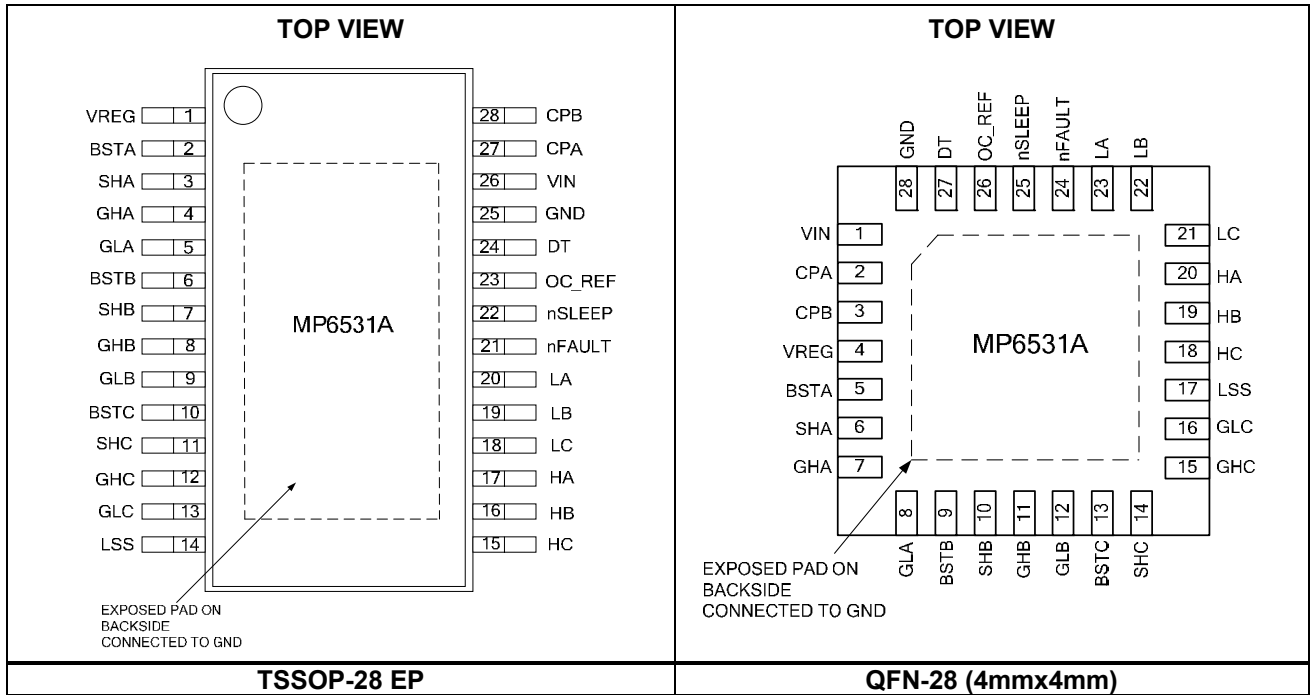 TOP VIEW
VREG 1
BSTA 2
SHA 3
GHA 4
GLA 5
BSTB 6
SHB 7
GHB 8
GLB 9
BSTC 10
SHC 11
GHC 12
GLC 13
LSS 14
28 CPB
27 CPA
26 VIN
25 GND
24 DT
23 OC_REF
22 nSLEEP
21 nFAULT
20 LA
19 LB
18 LC
17 HA
16 HB
15 HC
MP6531A
EXPOSED PAD ON
BACKSIDE
CONNECTED TO GND
TSSOP-28 EP
TOP VIEW
GND 28
DT 27
OC_REF 26
nSLEEP 25
nFAULT 24
LA 23
LB 22
VIN 1
CPA 2
CPB 3
VREG 4
BSTA 5
SHA 6
GHA 7
21 LC
20 HA
19 HB
18 HC
17 LSS
16 GLC
15 GHC
MP6531A
8 GLA
9 BSTB
10 SHB
11 GHB
12 GLB
13 BSTC
14 SHC
EXPOSED PAD ON
BACKSIDE
CONNECTED TO GND
QFN-28 (4mmx4mm)